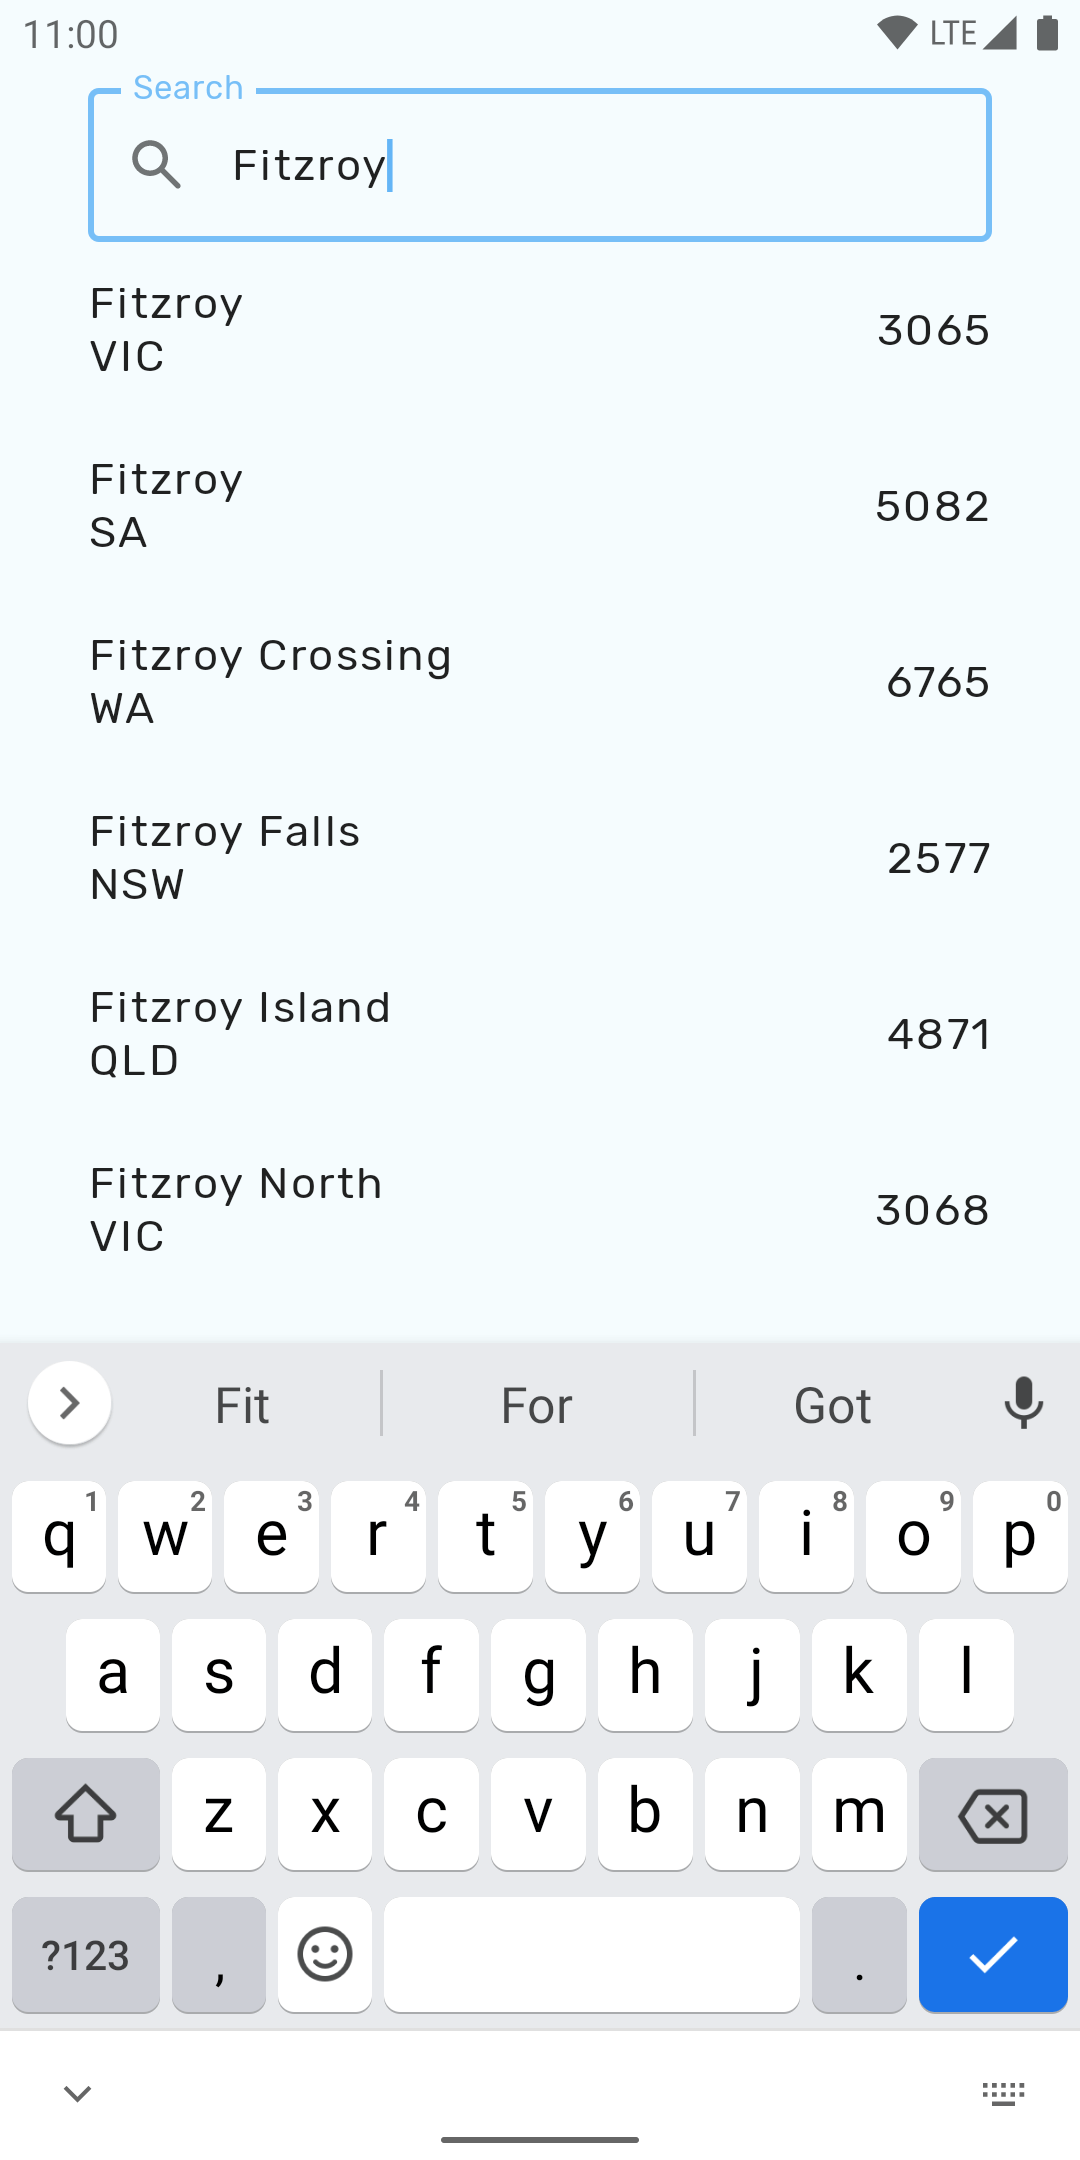 11:00 LTE
Search
Fitzroy
Fitzroy
VIC
3065
Fitzroy
SA
5082
Fitzroy Crossing
WA
6765
Fitzroy Falls
NSW
2577
Fitzroy Island
QLD
4871
Fitzroy North
VIC
3068
Fit For Got
1 2 3 4 5 6 7 8 9 0
q w e r t y u i o p
a s d f g h j k l
z x c v b n m
?123 , .